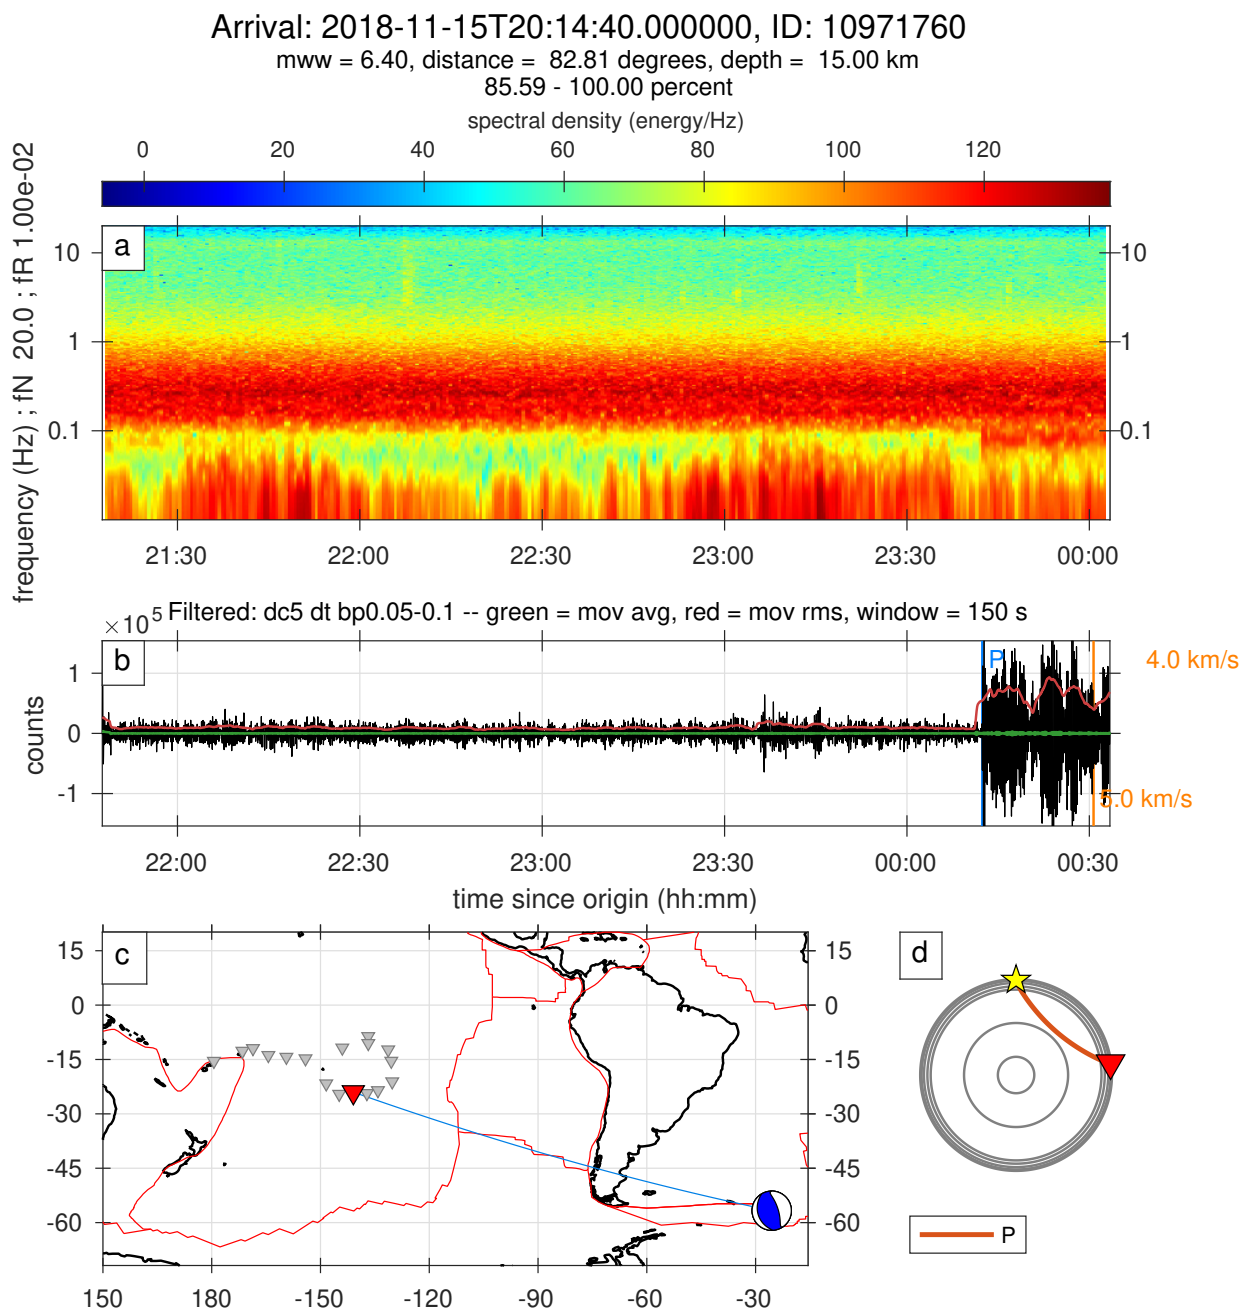 Arrival: 2018-11-15T20:14:40.000000, ID: 10971760
mww = 6.40, distance =  82.81 degrees, depth =  15.00 km
85.59 - 100.00 percent
spectral density (energy/Hz)
0 20 40 60 80 100 120
frequency (Hz) ; fN  20.0 ; fR 1.00e-02
a
10 10
1 1
0.1 0.1
21:30 22:00 22:30 23:00 23:30 00:00
×10⁵ Filtered: dc5 dt bp0.05-0.1 -- green = mov avg, red = mov rms, window = 150 s
b
P
4.0 km/s
counts
1
0
-1
5.0 km/s
22:00 22:30 23:00 23:30 00:00 00:30
time since origin (hh:mm)
c
d
15 15
0 0
-15 -15
-30 -30
-45 -45
-60 -60
150 180 -150 -120 -90 -60 -30
P